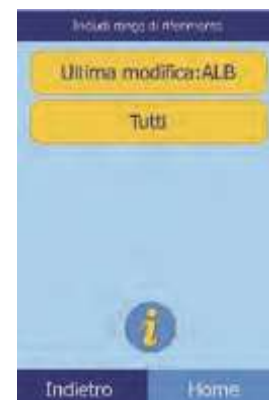 Includi range di riferimento
Ultima modifica:ALB
Tutti
i
Indietro
Home